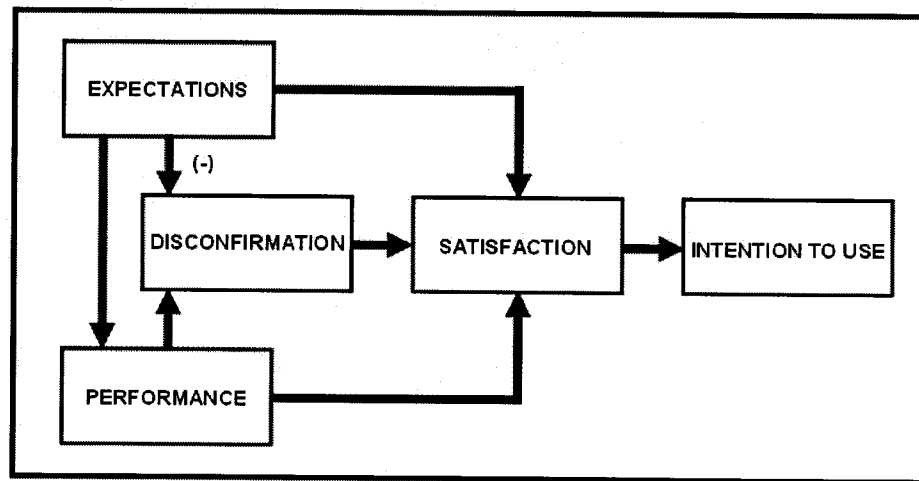 EXPECTATIONS
(-)
DISCONFIRMATION
SATISFACTION
INTENTION TO USE
PERFORMANCE